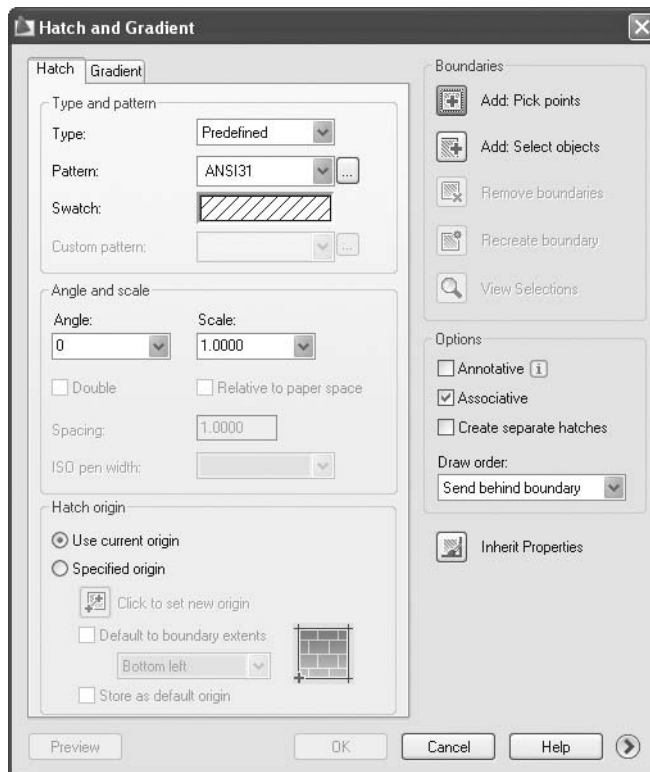 Hatch and Gradient
Hatch
Gradient
Type and pattern
Type:
Predefined
Pattern:
ANSI31
...
Swatch:
Custom pattern:
...
Angle and scale
Angle:
Scale:
0
1.0000
Double
Relative to paper space
Spacing:
1.0000
ISO pen width:
Hatch origin
Use current origin
Specified origin
Click to set new origin
Default to boundary extents
Bottom left
Store as default origin
Boundaries
Add: Pick points
Add: Select objects
Remove boundaries
Recreate boundary
View Selections
Options
Annotative
i
Associative
Create separate hatches
Draw order:
Send behind boundary
Inherit Properties
Preview
OK
Cancel
Help